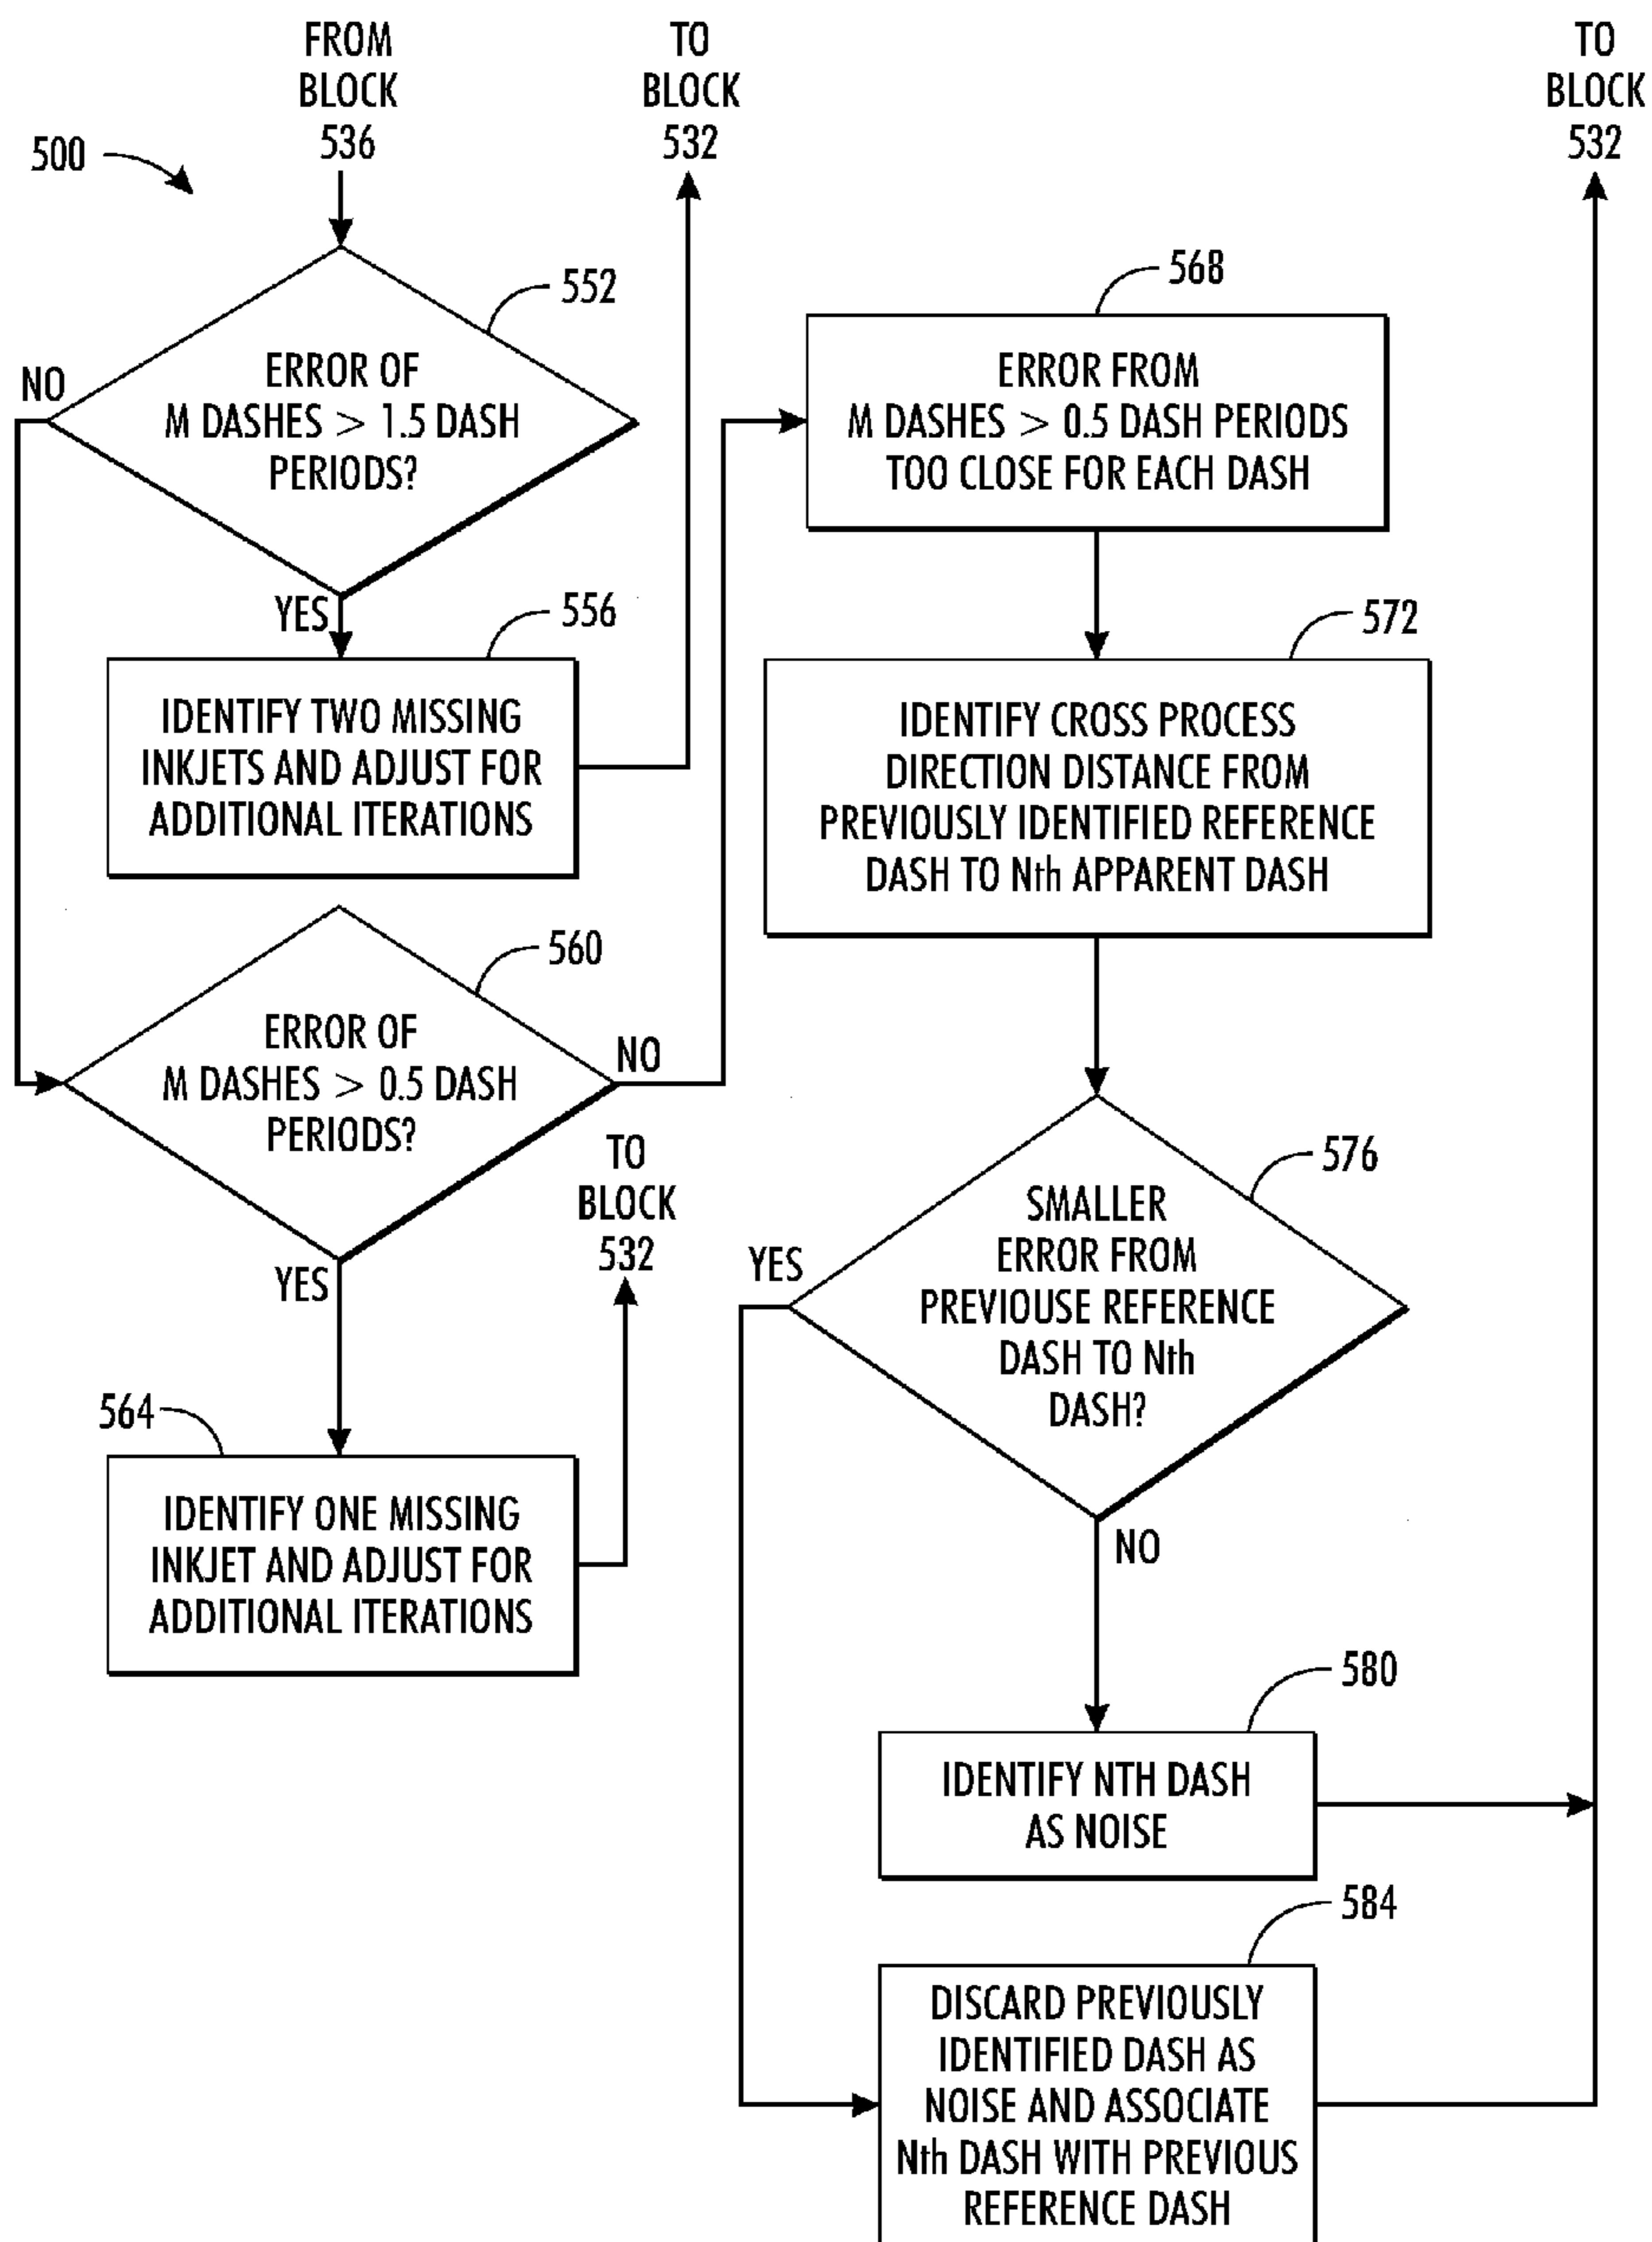 FROM
BLOCK
536
TO
BLOCK
532
TO
BLOCK
532
500
552
ERROR OF
M DASHES > 1.5 DASH
PERIODS?
NO
YES
556
IDENTIFY TWO MISSING
INKJETS AND ADJUST FOR
ADDITIONAL ITERATIONS
560
ERROR OF
M DASHES > 0.5 DASH
PERIODS?
NO
YES
TO
BLOCK
532
564
IDENTIFY ONE MISSING
INKJET AND ADJUST FOR
ADDITIONAL ITERATIONS
568
ERROR FROM
M DASHES > 0.5 DASH PERIODS
TOO CLOSE FOR EACH DASH
572
IDENTIFY CROSS PROCESS
DIRECTION DISTANCE FROM
PREVIOUSLY IDENTIFIED REFERENCE
DASH TO Nth APPARENT DASH
576
SMALLER
ERROR FROM
PREVIOUSE REFERENCE
DASH TO Nth
DASH?
YES
NO
580
IDENTIFY NTH DASH
AS NOISE
584
DISCARD PREVIOUSLY
IDENTIFIED DASH AS
NOISE AND ASSOCIATE
Nth DASH WITH PREVIOUS
REFERENCE DASH